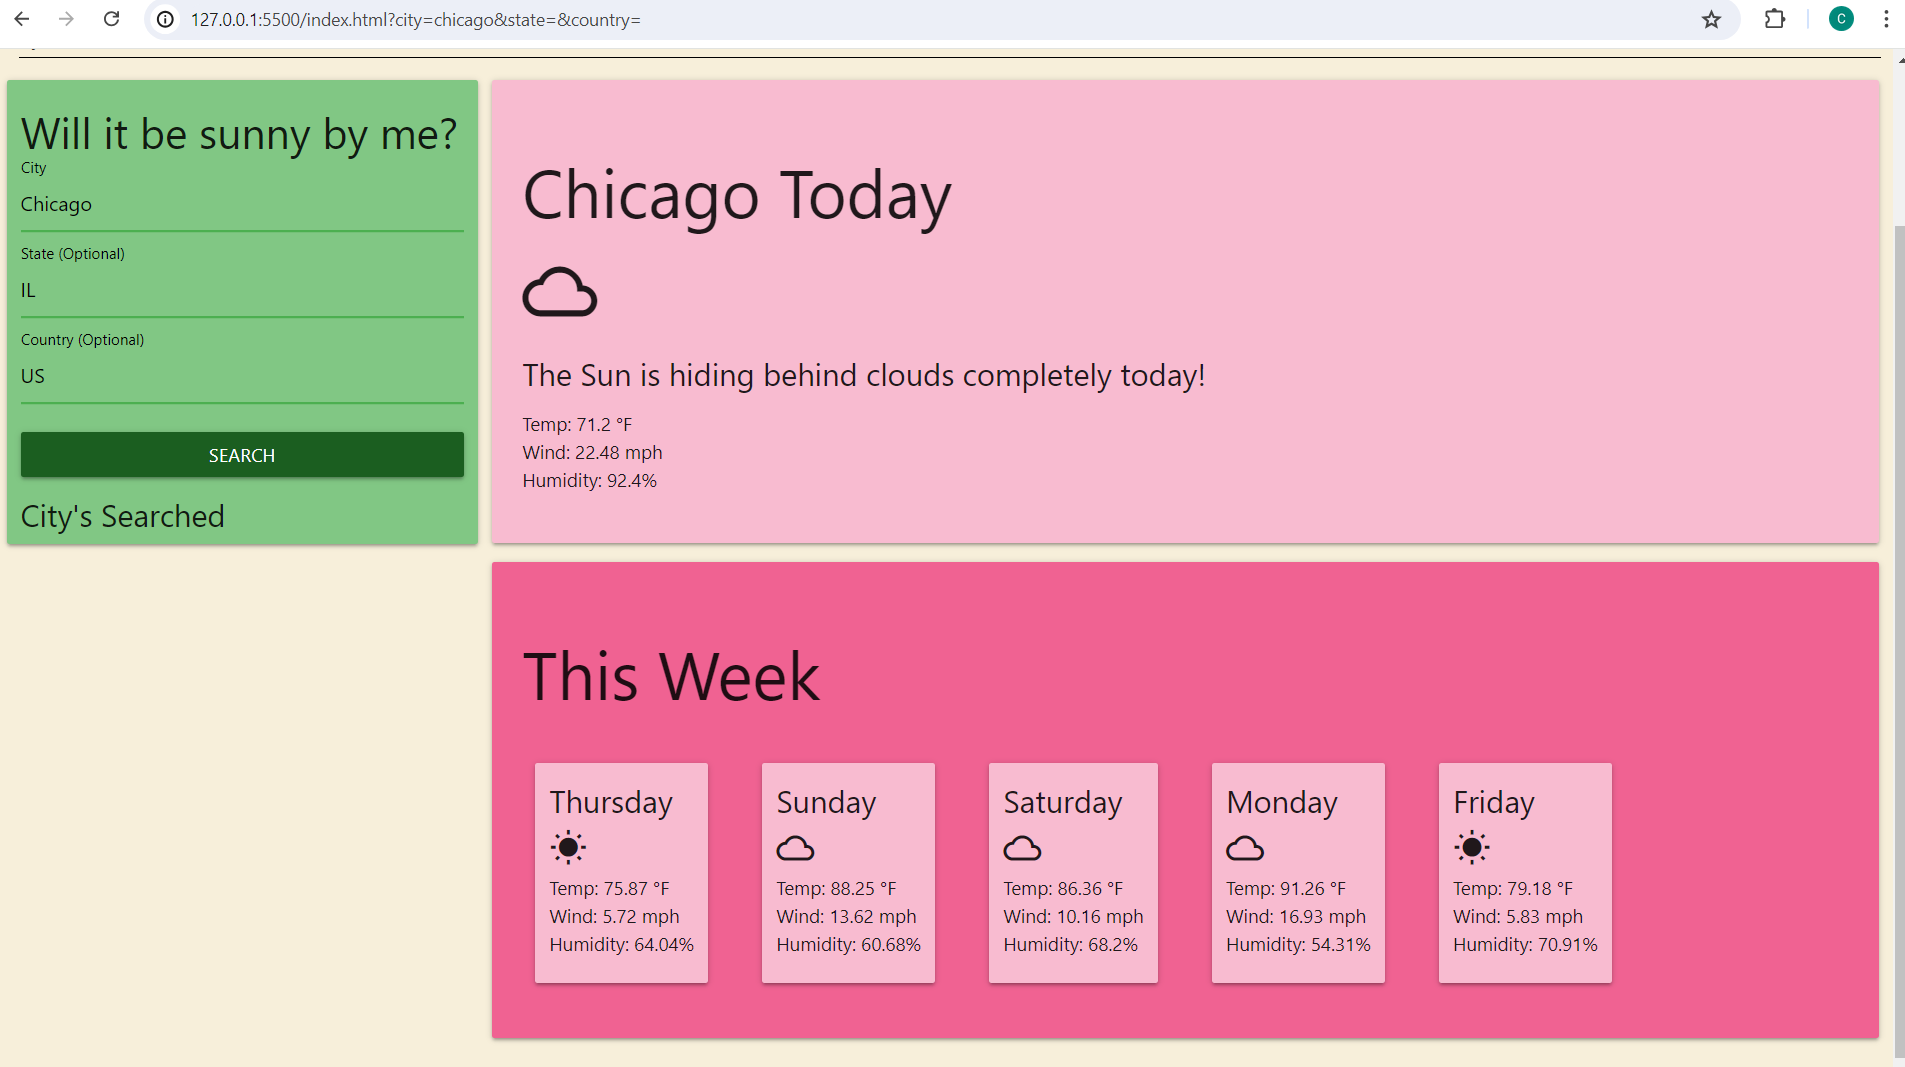 127.0.0.1:5500/index.html?city=chicago&state=&country=
C
Will it be sunny by me?
City
Chicago
State (Optional)
IL
Country (Optional)
US
SEARCH
City's Searched
Chicago Today
The Sun is hiding behind clouds completely today!
Temp: 71.2 °F
Wind: 22.48 mph
Humidity: 92.4%
This Week
Thursday
Temp: 75.87 °F
Wind: 5.72 mph
Humidity: 64.04%
Sunday
Temp: 88.25 °F
Wind: 13.62 mph
Humidity: 60.68%
Saturday
Temp: 86.36 °F
Wind: 10.16 mph
Humidity: 68.2%
Monday
Temp: 91.26 °F
Wind: 16.93 mph
Humidity: 54.31%
Friday
Temp: 79.18 °F
Wind: 5.83 mph
Humidity: 70.91%